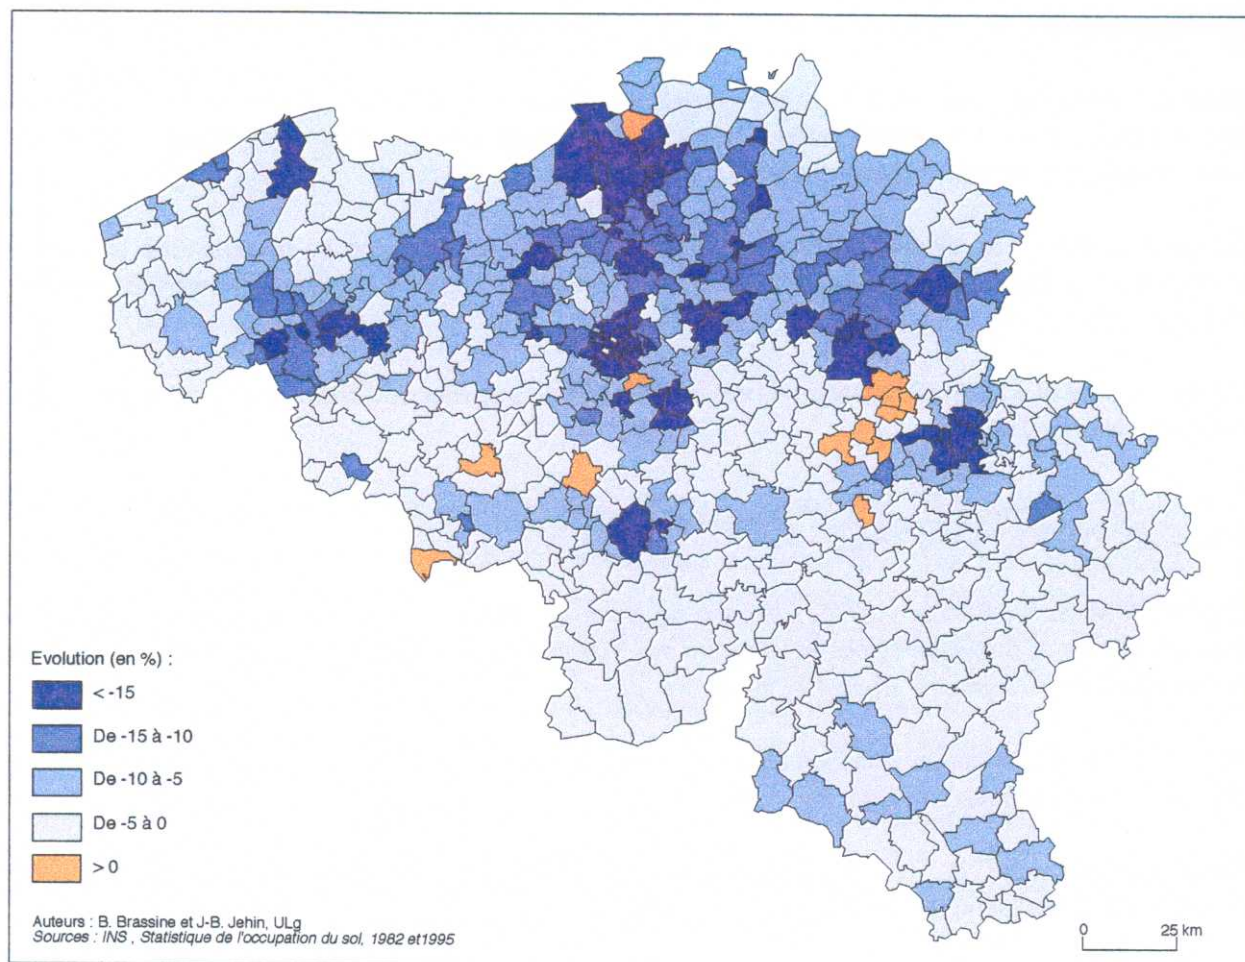 Evolution (en %) :
< -15
De -15 à -10
De -10 à -5
De -5 à 0
> 0
Auteurs : B. Brassine et J-B. Jehin, ULg
Sources : INS , Statistique de l'occupation du sol, 1982 et1995
0 25 km